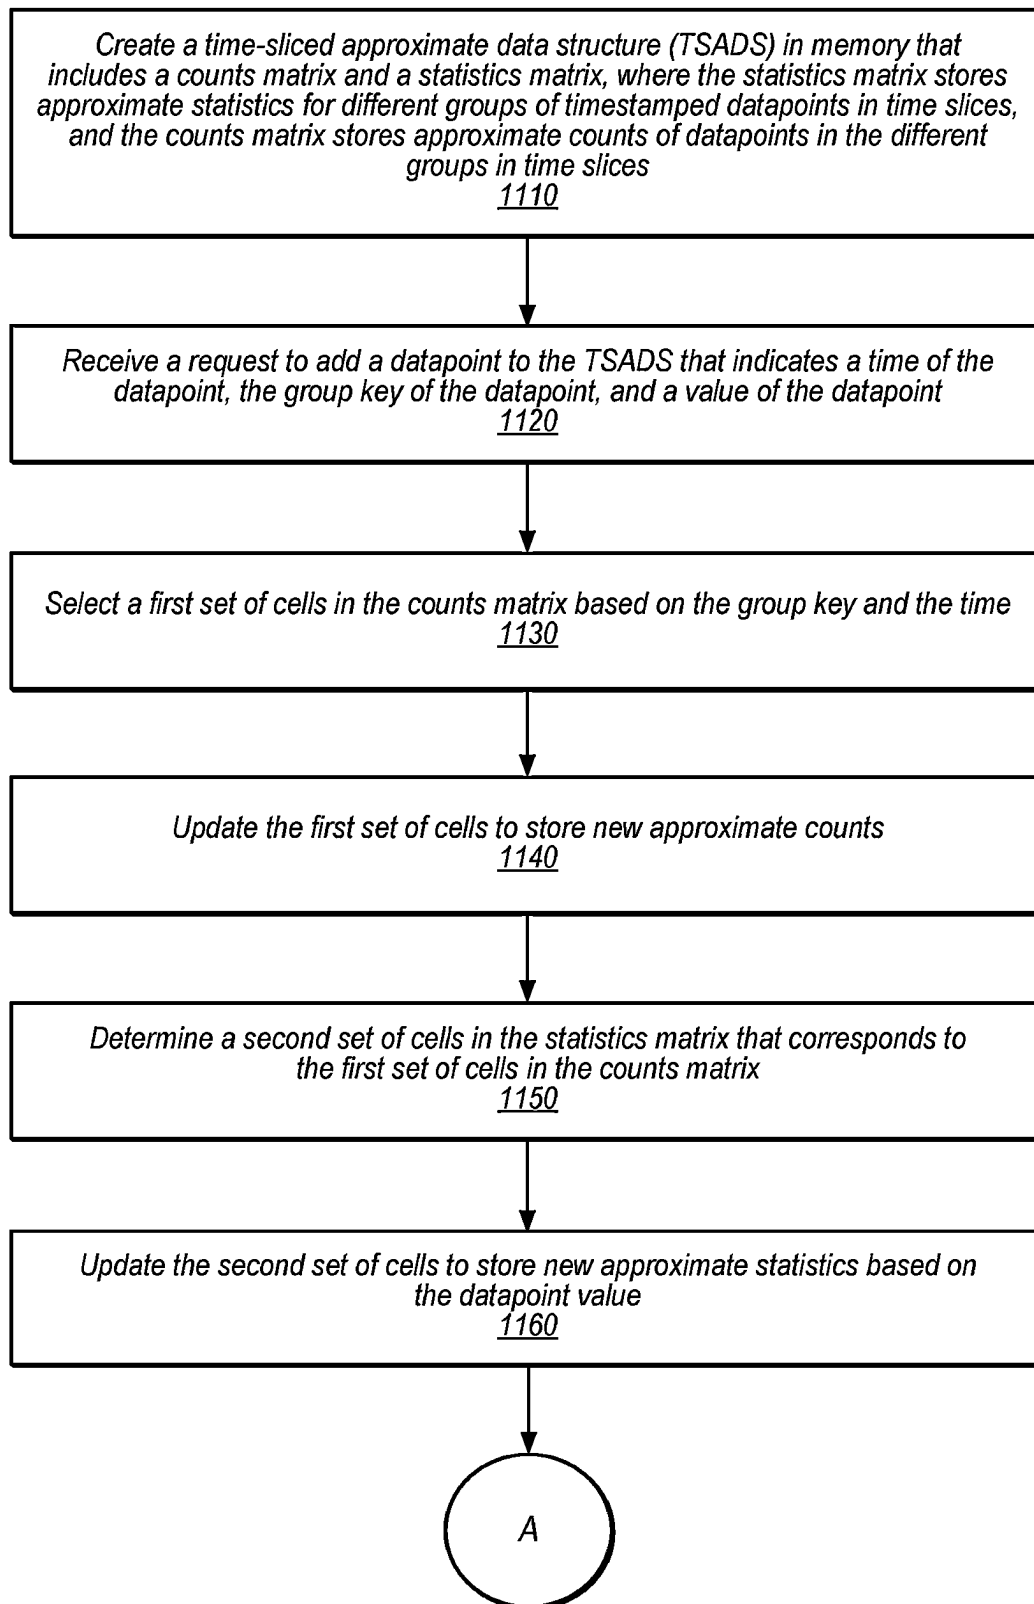 Create a time-sliced approximate data structure (TSADS) in memory that
includes a counts matrix and a statistics matrix, where the statistics matrix stores
approximate statistics for different groups of timestamped datapoints in time slices,
and the counts matrix stores approximate counts of datapoints in the different
groups in time slices
1110
Receive a request to add a datapoint to the TSADS that indicates a time of the
datapoint, the group key of the datapoint, and a value of the datapoint
1120
Select a first set of cells in the counts matrix based on the group key and the time
1130
Update the first set of cells to store new approximate counts
1140
Determine a second set of cells in the statistics matrix that corresponds to
the first set of cells in the counts matrix
1150
Update the second set of cells to store new approximate statistics based on
the datapoint value
1160
A